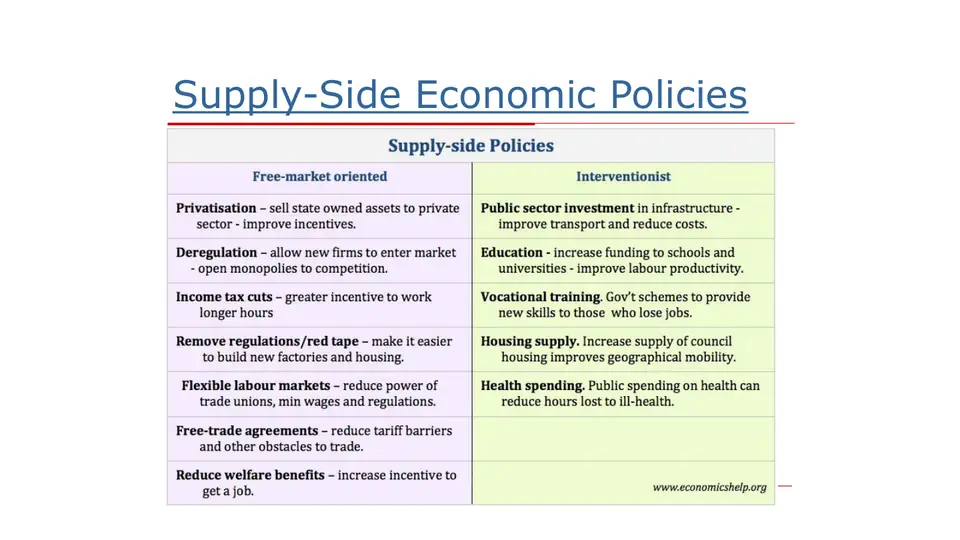 Supply-Side Economic Policies
Supply-side Policies
Free-market oriented
Interventionist
Privatisation – sell state owned assets to private
sector - improve incentives.
Public sector investment in infrastructure -
improve transport and reduce costs.
Deregulation – allow new firms to enter market
- open monopolies to competition.
Education - increase funding to schools and
universities - improve labour productivity.
Income tax cuts – greater incentive to work
longer hours
Vocational training. Gov't schemes to provide
new skills to those who lose jobs.
Remove regulations/red tape – make it easier
to build new factories and housing.
Housing supply. Increase supply of council
housing improves geographical mobility.
Flexible labour markets – reduce power of
trade unions, min wages and regulations.
Health spending. Public spending on health can
reduce hours lost to ill-health.
Free-trade agreements – reduce tariff barriers
and other obstacles to trade.
Reduce welfare benefits – increase incentive to
get a job.
www.economicshelp.org